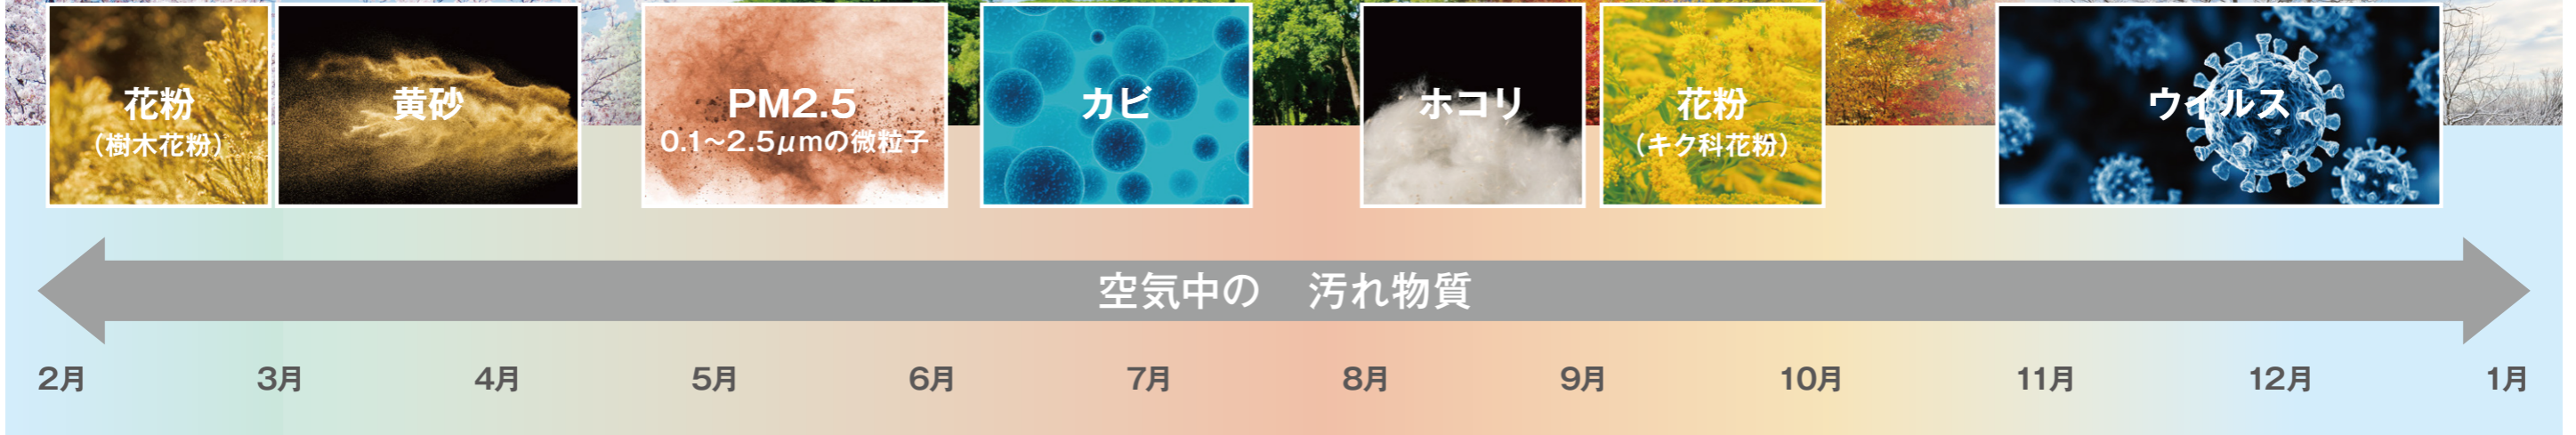 花粉
（樹木花粉）
黄砂
PM2.5
0.1～2.5μmの微粒子
カビ
ホコリ
花粉
（キク科花粉）
ウイルス
空気中の　汚れ物質
2月 3月 4月 5月 6月 7月 8月 9月 10月 11月 12月 1月